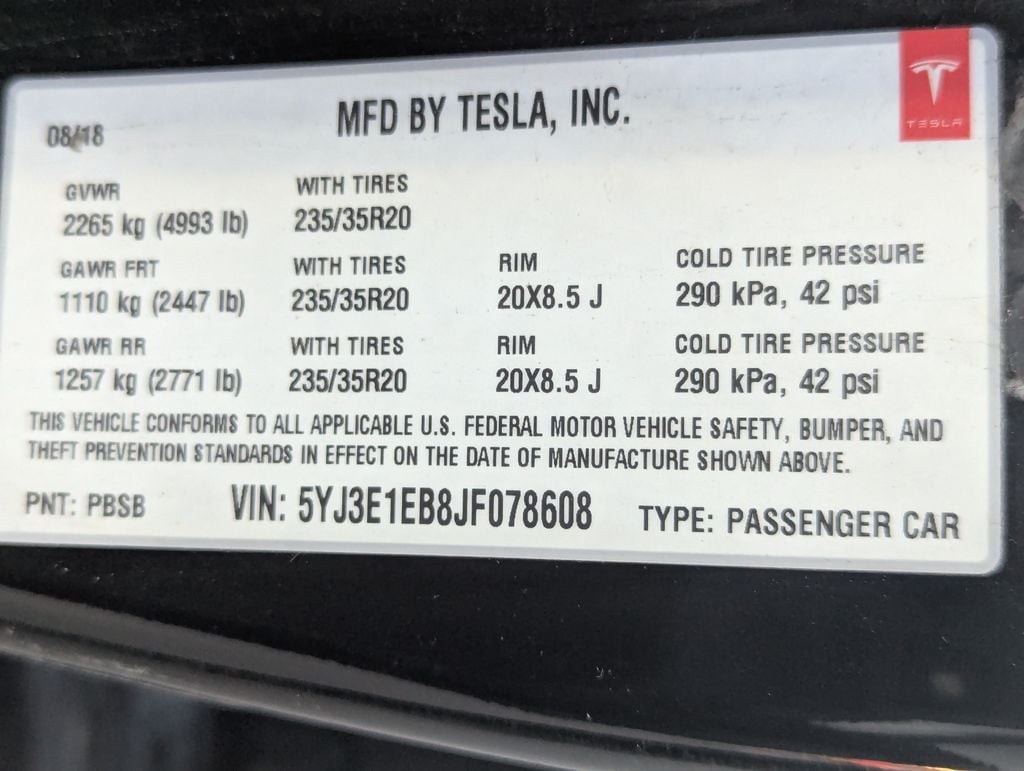 TESLA
08/18
MFD BY TESLA, INC.
GVWR WITH TIRES
2265 kg (4993 lb) 235/35R20
GAWR FRT WITH TIRES RIM COLD TIRE PRESSURE
1110 kg (2447 lb) 235/35R20 20X8.5 J 290 kPa, 42 psi
GAWR RR WITH TIRES RIM COLD TIRE PRESSURE
1257 kg (2771 lb) 235/35R20 20X8.5 J 290 kPa, 42 psi
THIS VEHICLE CONFORMS TO ALL APPLICABLE U.S. FEDERAL MOTOR VEHICLE SAFETY, BUMPER, AND
THEFT PREVENTION STANDARDS IN EFFECT ON THE DATE OF MANUFACTURE SHOWN ABOVE.
PNT: PBSB VIN: 5YJ3E1EB8JF078608 TYPE: PASSENGER CAR